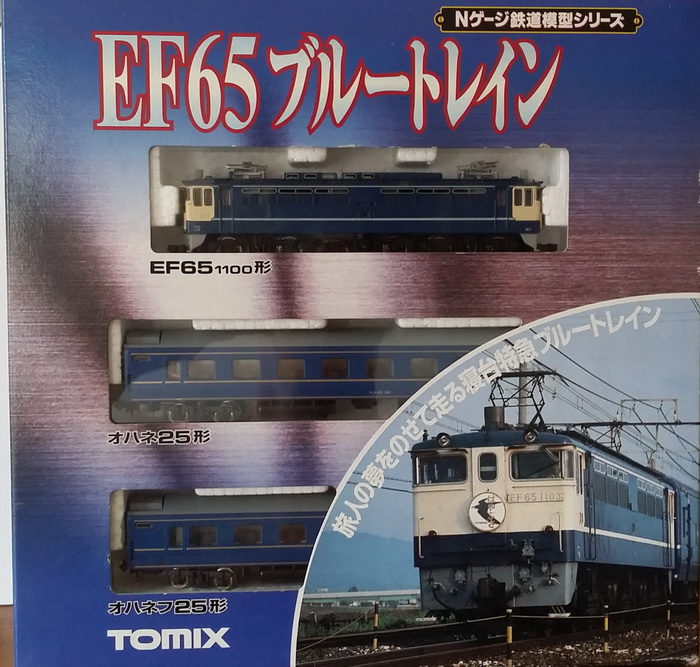 Nゲージ鉄道模型シリーズ
EF65 ブルートレイン
EF65 1100形
旅人の夢をのせて走る寝台特急ブルートレイン
オハネ25形
EF65 1103
オハネフ25形
TOMIX